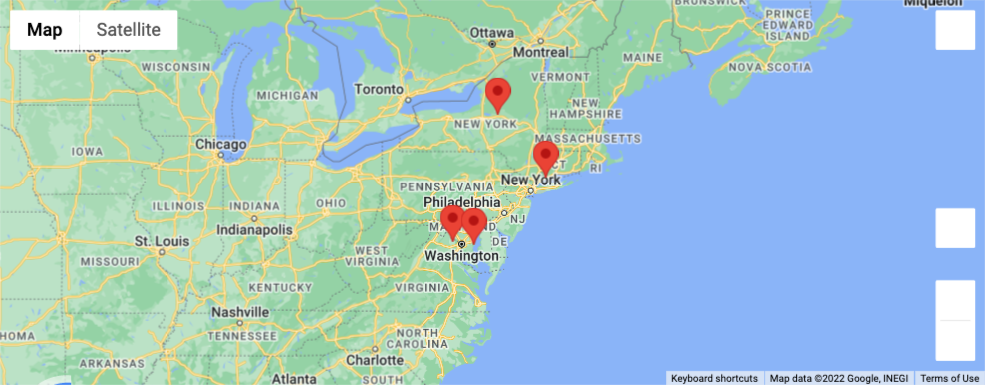 Map
Satellite
Miquelon
BRUNSWICK
PRINCE
EDWARD
ISLAND
Ottawa
Montreal
MAINE
NOVA SCOTIA
Minneapolis
WISCONSIN
VERMONT
MICHIGAN
Toronto
NEW
HAMPSHIRE
NEW YORK
MASSACHUSETTS
Chicago
IOWA
CT
RI
New York
PENNSYLVANIA
Philadelphia
ILLINOIS
INDIANA
OHIO
NJ
Indianapolis
St. Louis
DE
WEST
VIRGINIA
Washington
MISSOURI
KENTUCKY
VIRGINIA
Nashville
TENNESSEE
NORTH
CAROLINA
HOMA
ARKANSAS
Charlotte
Atlanta
SOUTH
Keyboard shortcuts
Map data ©2022 Google, INEGI
Terms of Use